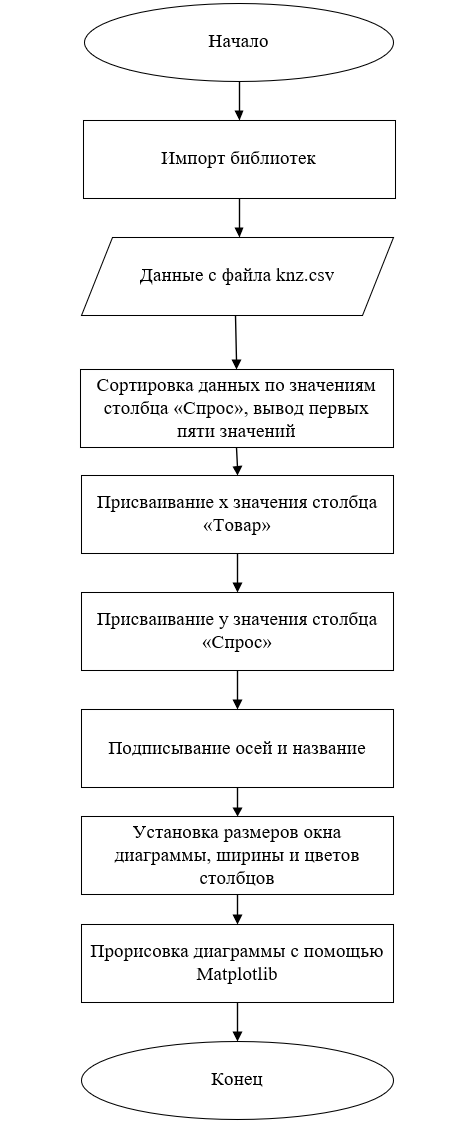 Начало
Импорт библиотек
Данные с файла knz.csv
Сортировка данных по значениям
столбца «Спрос», вывод первых
пяти значений
Присваивание x значения столбца
«Товар»
Присваивание y значения столбца
«Спрос»
Подписывание осей и название
Установка размеров окна
диаграммы, ширины и цветов
столбцов
Прорисовка диаграммы с помощью
Matplotlib
Конец